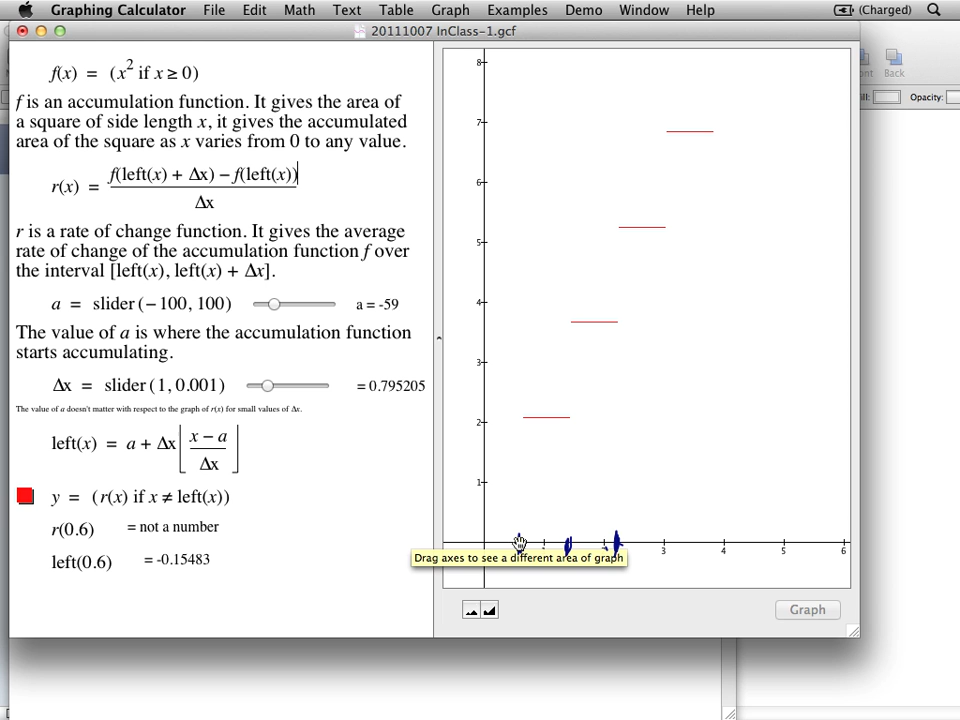 Graphing Calculator File Edit Math Text Table Graph Examples Demo Window Help (Charged)
20111007 InClass-1.gcf
ont Back
Fill: Opacity:
f(x) = (x² if x ≥ 0)
f is an accumulation function. It gives the area of
a square of side length x, it gives the accumulated
area of the square as x varies from 0 to any value.
r(x) = f(left(x) + Δx) − f(left(x))
Δx
r is a rate of change function. It gives the average
rate of change of the accumulation function f over
the interval [left(x), left(x) + Δx].
a = slider (−100, 100) a = -59
The value of a is where the accumulation function
starts accumulating.
Δx = slider (1, 0.001) = 0.795205
The value of a doesn't matter with respect to the graph of r(x) for small values of Δx.
left(x) = a + Δx ⌊(x − a)/Δx⌋
y = (r(x) if x ≠ left(x))
r(0.6) = not a number
left(0.6) = -0.15483
8
7
6
5
4
3
2
1
3 4 5 6
Drag axes to see a different area of graph
Graph